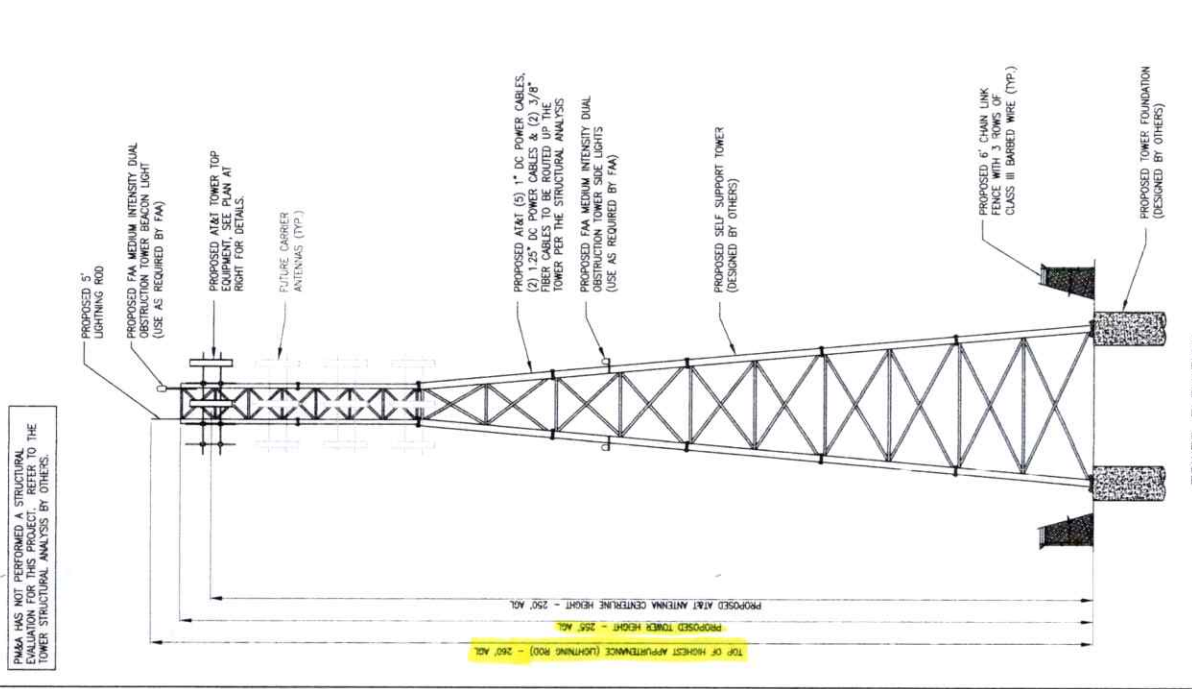 PM&A HAS NOT PERFORMED A STRUCTURAL
EVALUATION FOR THIS PROJECT. REFER TO THE
TOWER STRUCTURAL ANALYSIS BY OTHERS.
PROPOSED 5'
LIGHTNING ROD
PROPOSED FAA MEDIUM INTENSITY DUAL
OBSTRUCTION TOWER BEACON LIGHT
(USE AS REQUIRED BY FAA)
PROPOSED AT&T TOWER TOP
EQUIPMENT, SEE PLAN AT
RIGHT FOR DETAILS.
FUTURE CARRIER
ANTENNAS (TYP.)
PROPOSED AT&T (5) 1" DC POWER CABLES,
(2) 1.25" DC POWER CABLES & (2) 3/8"
FIBER CABLES TO BE ROUTED UP THE
TOWER PER THE STRUCTURAL ANALYSIS
PROPOSED FAA MEDIUM INTENSITY DUAL
OBSTRUCTION TOWER SIDE LIGHTS
(USE AS REQUIRED BY FAA)
PROPOSED SELF SUPPORT TOWER
(DESIGNED BY OTHERS)
PROPOSED 6' CHAIN LINK
FENCE WITH 3 ROWS OF
CLASS III BARBED WIRE (TYP.)
PROPOSED TOWER FOUNDATION
(DESIGNED BY OTHERS)
PROPOSED AT&T ANTENNA CENTERLINE HEIGHT - 250' AGL
PROPOSED TOWER HEIGHT - 255' AGL
TOP OF HIGHEST APPURTENANCE (LIGHTNING ROD) - 260' AGL